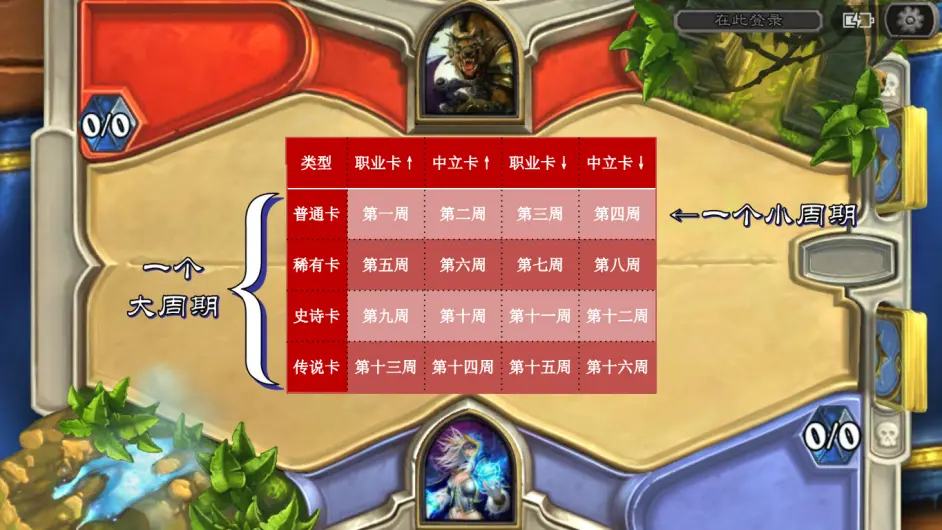 在此登录
0/0
类型 职业卡↑ 中立卡↑ 职业卡↓ 中立卡↓
普通卡 第一周 第二周 第三周 第四周
←一个小周期
稀有卡 第五周 第六周 第七周 第八周
一个
大周期
史诗卡 第九周 第十周 第十一周 第十二周
传说卡 第十三周 第十四周 第十五周 第十六周
0/0